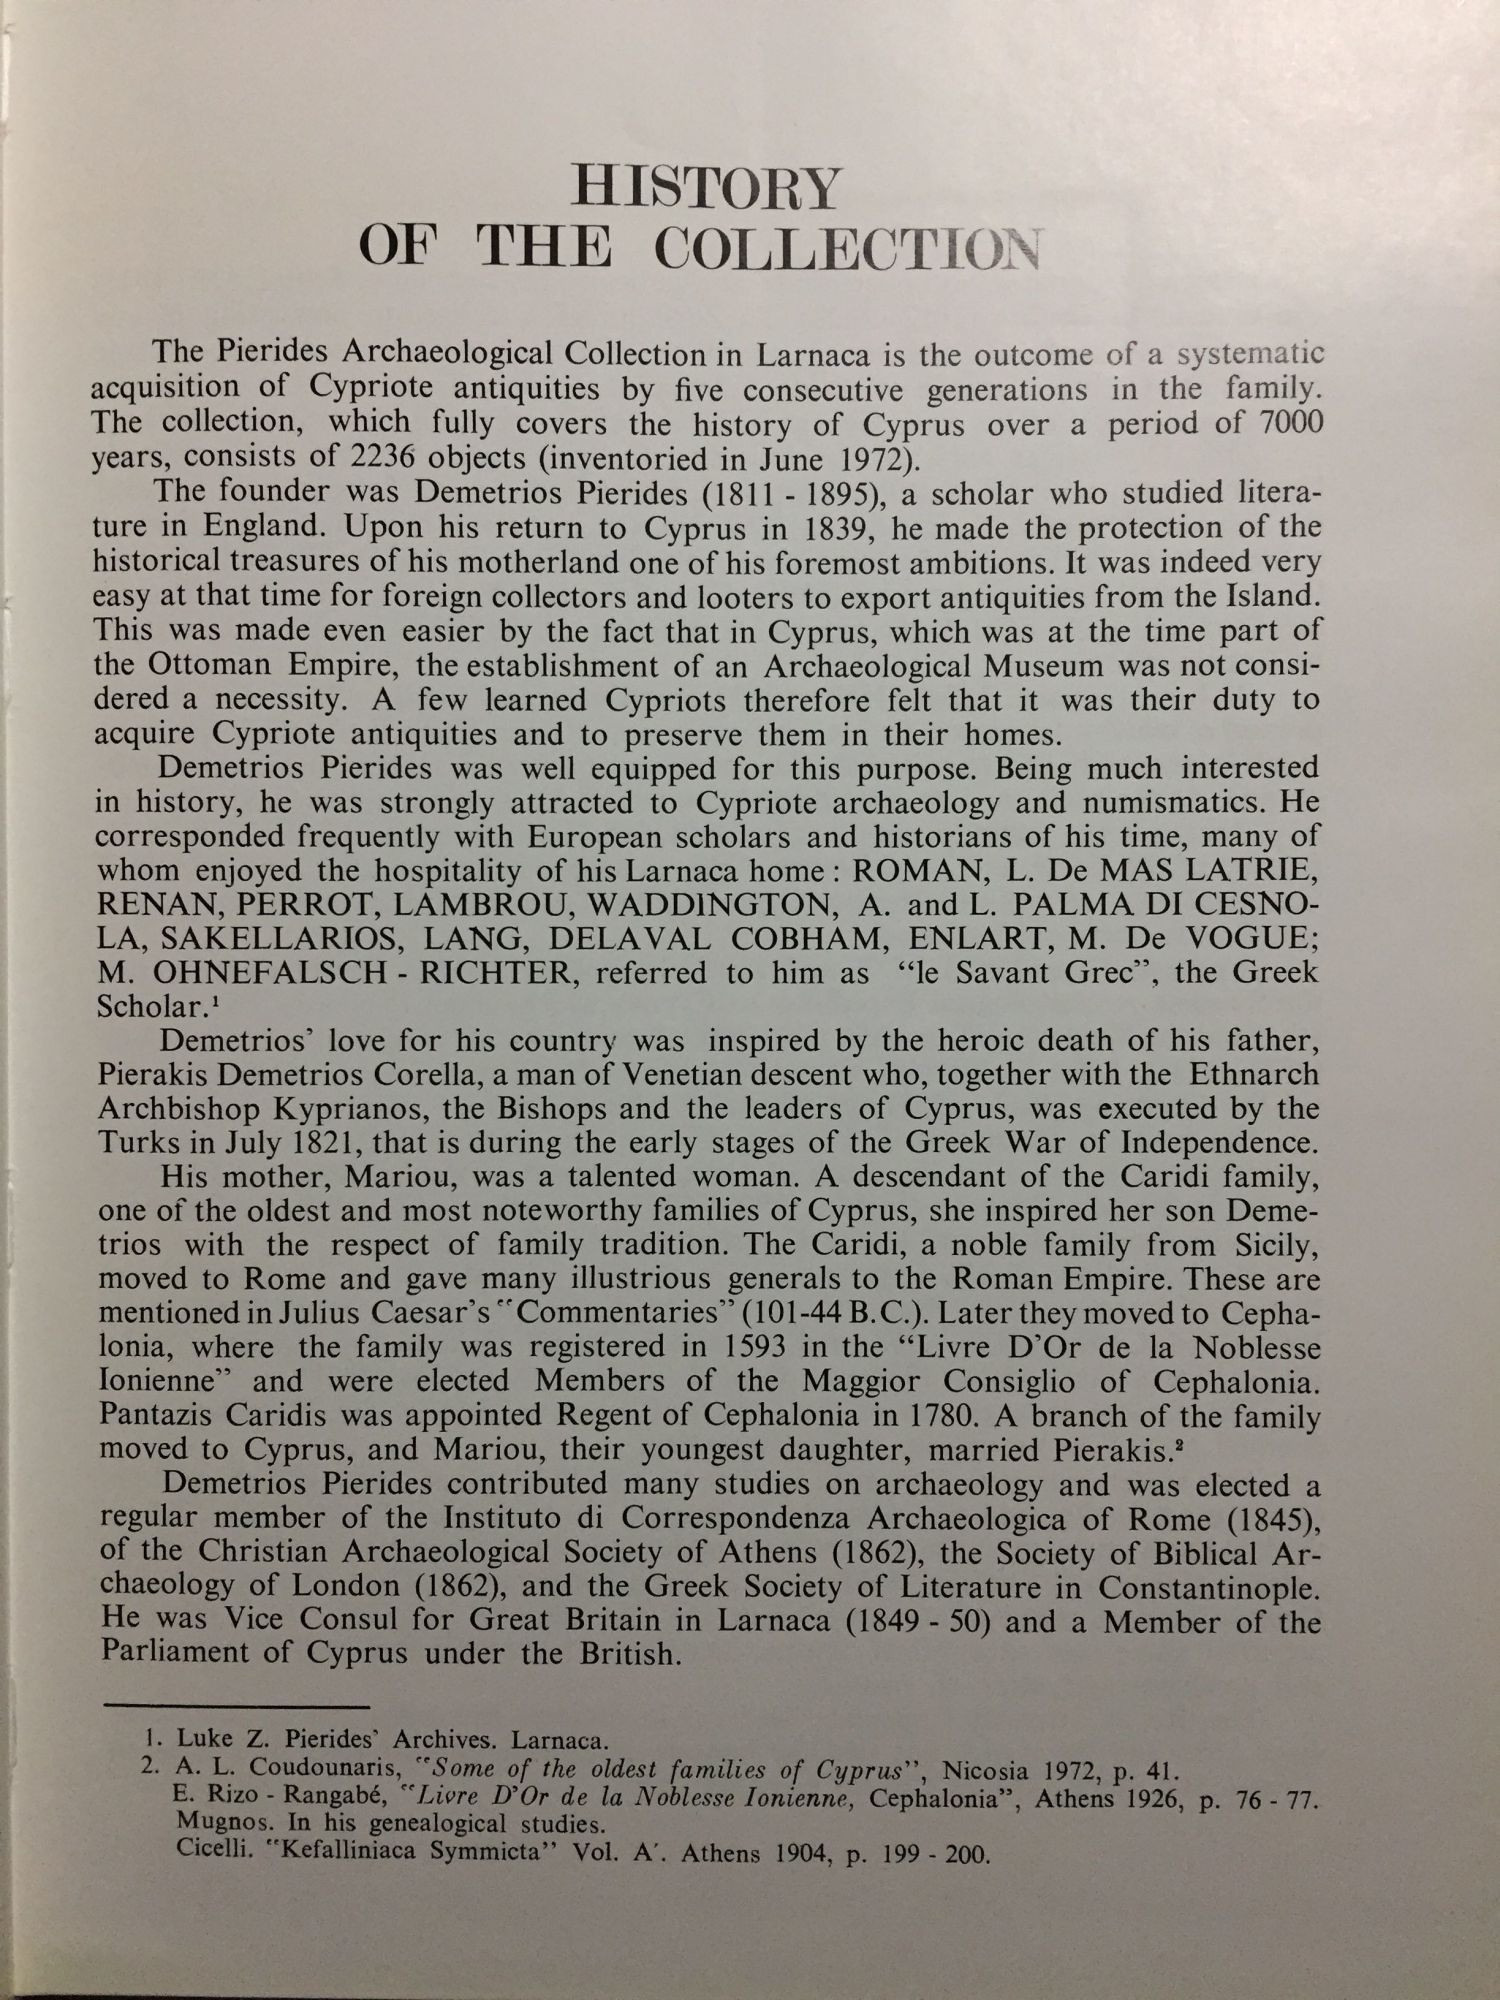 HISTORY
OF THE COLLECTION
The Pierides Archaeological Collection in Larnaca is the outcome of a systematic
acquisition of Cypriote antiquities by five consecutive generations in the family.
The collection, which fully covers the history of Cyprus over a period of 7000
years, consists of 2236 objects (inventoried in June 1972).
The founder was Demetrios Pierides (1811 - 1895), a scholar who studied litera-
ture in England. Upon his return to Cyprus in 1839, he made the protection of the
historical treasures of his motherland one of his foremost ambitions. It was indeed very
easy at that time for foreign collectors and looters to export antiquities from the Island.
This was made even easier by the fact that in Cyprus, which was at the time part of
the Ottoman Empire, the establishment of an Archaeological Museum was not consi-
dered a necessity. A few learned Cypriots therefore felt that it was their duty to
acquire Cypriote antiquities and to preserve them in their homes.
Demetrios Pierides was well equipped for this purpose. Being much interested
in history, he was strongly attracted to Cypriote archaeology and numismatics. He
corresponded frequently with European scholars and historians of his time, many of
whom enjoyed the hospitality of his Larnaca home : ROMAN, L. De MAS LATRIE,
RENAN, PERROT, LAMBROU, WADDINGTON, A. and L. PALMA DI CESNO-
LA, SAKELLARIOS, LANG, DELAVAL COBHAM, ENLART, M. De VOGUE;
M. OHNEFALSCH - RICHTER, referred to him as “le Savant Grec”, the Greek
Scholar.¹
Demetrios’ love for his country was inspired by the heroic death of his father,
Pierakis Demetrios Corella, a man of Venetian descent who, together with the Ethnarch
Archbishop Kyprianos, the Bishops and the leaders of Cyprus, was executed by the
Turks in July 1821, that is during the early stages of the Greek War of Independence.
His mother, Mariou, was a talented woman. A descendant of the Caridi family,
one of the oldest and most noteworthy families of Cyprus, she inspired her son Deme-
trios with the respect of family tradition. The Caridi, a noble family from Sicily,
moved to Rome and gave many illustrious generals to the Roman Empire. These are
mentioned in Julius Caesar’s “Commentaries” (101-44 B.C.). Later they moved to Cepha-
lonia, where the family was registered in 1593 in the “Livre D’Or de la Noblesse
Ionienne” and were elected Members of the Maggior Consiglio of Cephalonia.
Pantazis Caridis was appointed Regent of Cephalonia in 1780. A branch of the family
moved to Cyprus, and Mariou, their youngest daughter, married Pierakis.²
Demetrios Pierides contributed many studies on archaeology and was elected a
regular member of the Instituto di Correspondenza Archaeologica of Rome (1845),
of the Christian Archaeological Society of Athens (1862), the Society of Biblical Ar-
chaeology of London (1862), and the Greek Society of Literature in Constantinople.
He was Vice Consul for Great Britain in Larnaca (1849 - 50) and a Member of the
Parliament of Cyprus under the British.
1. Luke Z. Pierides’ Archives. Larnaca.
2. A. L. Coudounaris, “Some of the oldest families of Cyprus”, Nicosia 1972, p. 41.
E. Rizo - Rangabé, “Livre D’Or de la Noblesse Ionienne, Cephalonia”, Athens 1926, p. 76 - 77.
Mugnos. In his genealogical studies.
Cicelli. “Kefalliniaca Symmicta” Vol. A′. Athens 1904, p. 199 - 200.